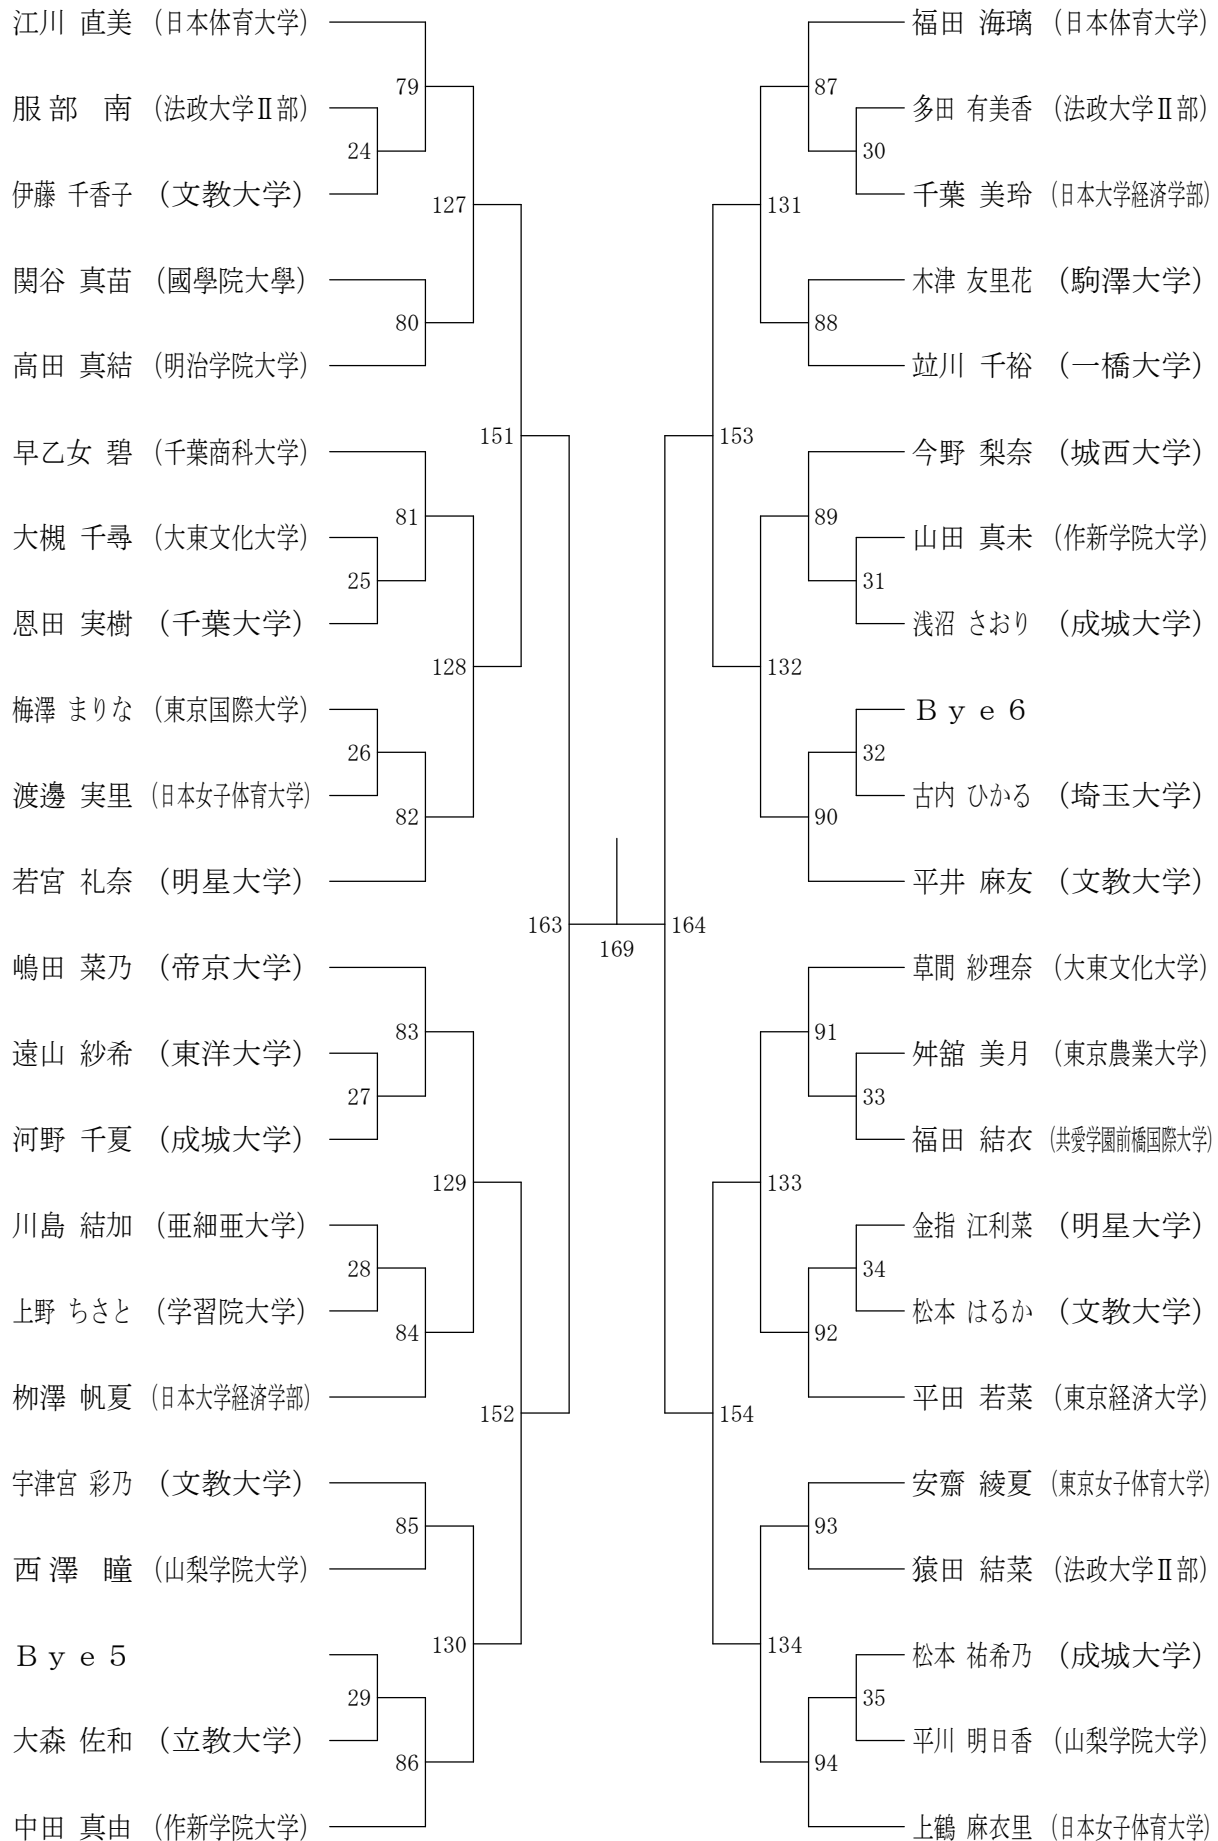 江川 直美 (日本体育大学)
服部 南 (法政大学Ⅱ部)
伊藤 千香子 (文教大学)
関谷 真苗 (國學院大學)
高田 真結 (明治学院大学)
早乙女 碧 (千葉商科大学)
大槻 千尋 (大東文化大学)
恩田 実樹 (千葉大学)
梅澤 まりな (東京国際大学)
渡邊 実里 (日本女子体育大学)
若宮 礼奈 (明星大学)
嶋田 菜乃 (帝京大学)
遠山 紗希 (東洋大学)
河野 千夏 (成城大学)
川島 結加 (亜細亜大学)
上野 ちさと (学習院大学)
栁澤 帆夏 (日本大学経済学部)
宇津宮 彩乃 (文教大学)
西澤 瞳 (山梨学院大学)
Ｂｙｅ５
大森 佐和 (立教大学)
中田 真由 (作新学院大学)
24
25
26
27
28
29
79
80
81
82
83
84
85
86
127
128
129
130
151
152
163
169
164
153
154
131
132
133
134
87
88
89
90
91
92
93
94
30
31
32
33
34
35
福田 海璃 (日本体育大学)
多田 有美香 (法政大学Ⅱ部)
千葉 美玲 (日本大学経済学部)
木津 友里花 (駒澤大学)
竝川 千裕 (一橋大学)
今野 梨奈 (城西大学)
山田 真未 (作新学院大学)
浅沼 さおり (成城大学)
Ｂｙｅ６
古内 ひかる (埼玉大学)
平井 麻友 (文教大学)
草間 紗理奈 (大東文化大学)
舛舘 美月 (東京農業大学)
福田 結衣 (共愛学園前橋国際大学)
金指 江利菜 (明星大学)
松本 はるか (文教大学)
平田 若菜 (東京経済大学)
安齋 綾夏 (東京女子体育大学)
猿田 結菜 (法政大学Ⅱ部)
松本 祐希乃 (成城大学)
平川 明日香 (山梨学院大学)
上鶴 麻衣里 (日本女子体育大学)